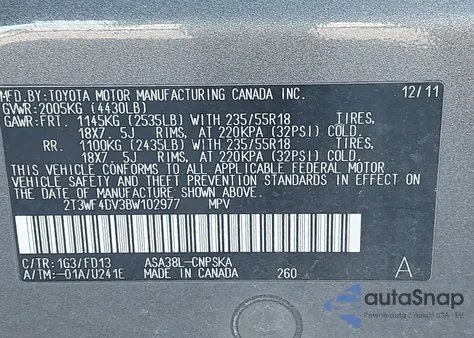 MFD.BY:TOYOTA MOTOR MANUFACTURING CANADA INC. 12/11
GVWR:2005KG (4430LB)
GAWR:FRT. 1145KG (2535LB) WITH 235/55R18 TIRES,
18X7.5J RIMS, AT 220KPA (32PSI) COLD.
RR. 1100KG (2435LB) WITH 235/55R18 TIRES,
18X7.5J RIMS, AT 220KPA (32PSI) COLD.
THIS VEHICLE CONFORMS TO ALL APPLICABLE FEDERAL MOTOR
VEHICLE SAFETY AND THEFT PREVENTION STANDARDS IN EFFECT
ON THE DATE OF MANUFACTURE SHOWN ABOVE.
2T3WF4DV3BW102977 MPV
C/TR:1G3/FD13 ASA38L-CNPSKA
A/TM:-01A/U241E MADE IN CANADA 260 A
autoSnap
Auction Pojazdów z USA - EU